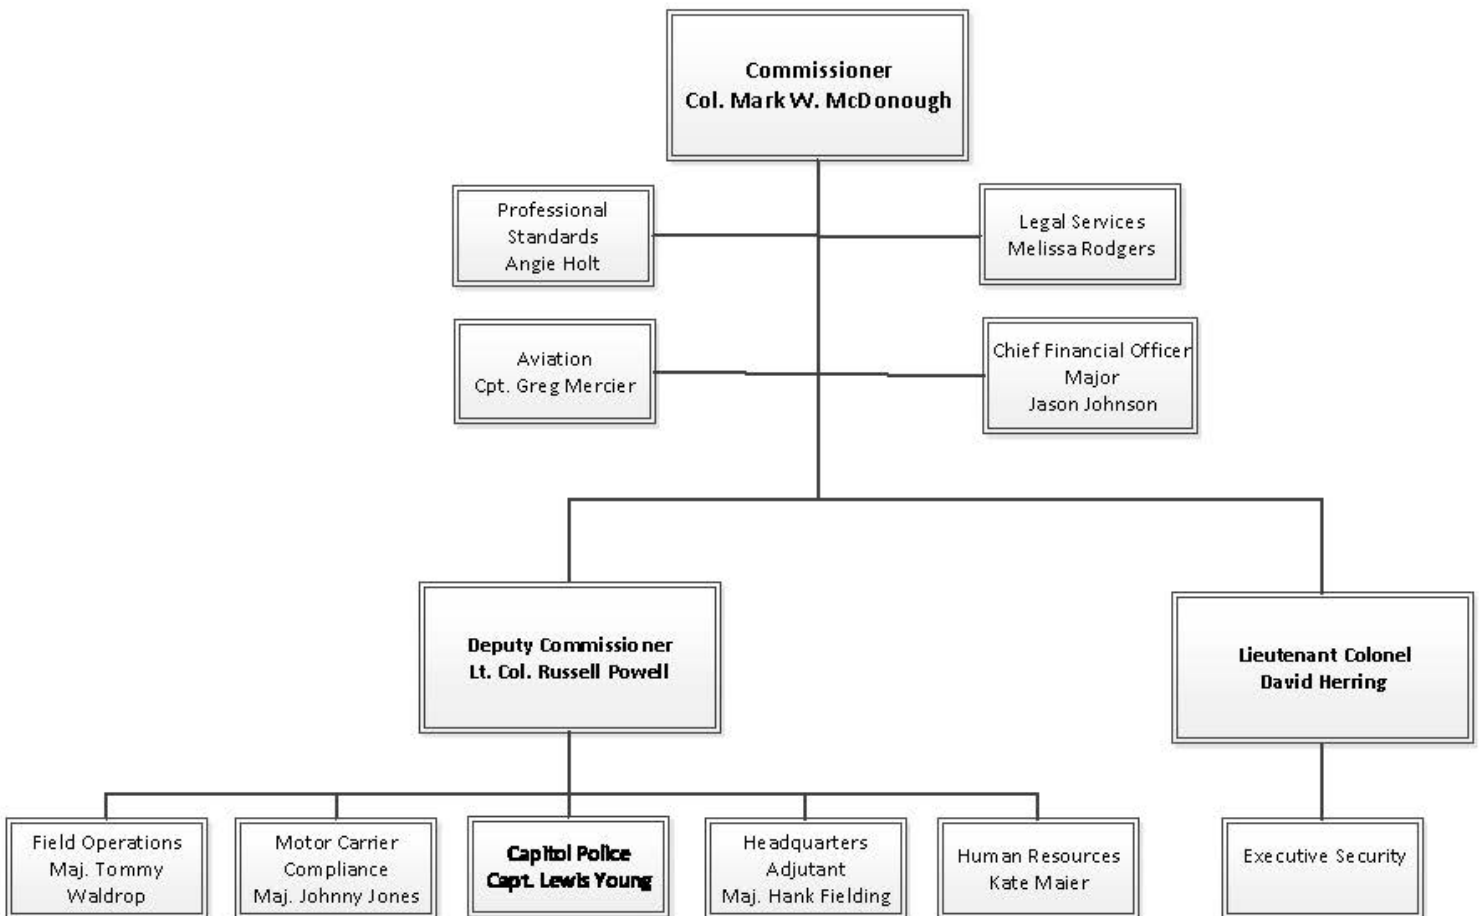 Commissioner
Col. Mark W. McDonough
Professional
Standards
Angie Holt
Legal Services
Melissa Rodgers
Aviation
Cpt. Greg Mercier
Chief Financial Officer
Major
Jason Johnson
Deputy Commissioner
Lt. Col. Russell Powell
Lieutenant Colonel
David Herring
Field Operations
Maj. Tommy
Waldrop
Motor Carrier
Compliance
Maj. Johnny Jones
Capitol Police
Capt. Lewis Young
Headquarters
Adjutant
Maj. Hank Fielding
Human Resources
Kate Maier
Executive Security